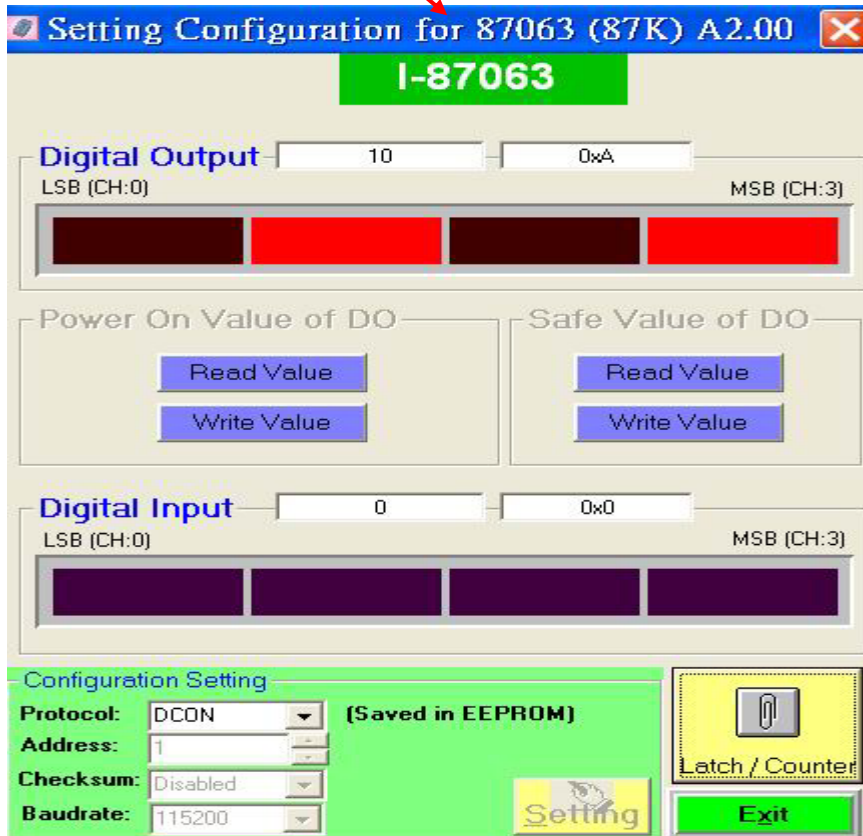 Setting Configuration for 87063 (87K) A2.00
I-87063
Digital Output 10 0xA
LSB (CH:0) MSB (CH:3)
Power On Value of DO Safe Value of DO
Read Value Read Value
Write Value Write Value
Digital Input 0 0x0
LSB (CH:0) MSB (CH:3)
Configuration Setting
Protocol: DCON (Saved in EEPROM)
Address: 1
Checksum: Disabled
Baudrate: 115200
Setting
Latch / Counter
Exit